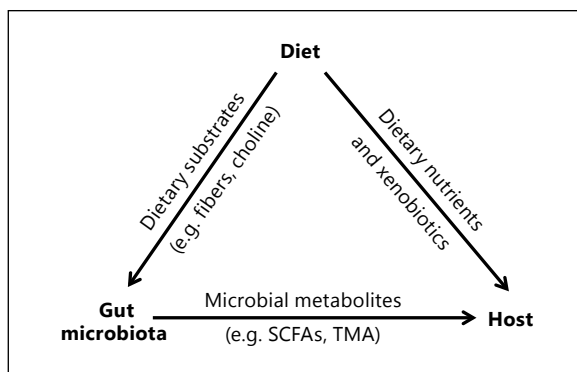 Diet
Dietary substrates
(e.g. fibers, choline)
Dietary nutrients
and xenobiotics
Gut
microbiota
Microbial metabolites
(e.g. SCFAs, TMA)
Host